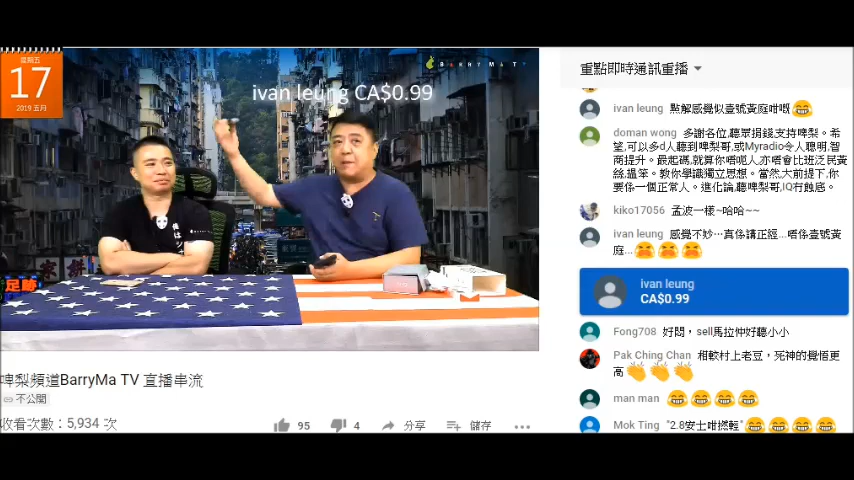 星期五
17
2019 五月
BARRYMATV
ivan leung CA$0.99
足跡
啤梨頻道BarryMa TV 直播串流
不公開
收看次數：5,934 次
95
4
分享
儲存
重點即時通訊重播
ivan leung 點解感覺似壹號黃庭咁嘅😂
doman wong 多謝各位,聽眾捐錢,支持啤梨。希
望,可以多d人聽到啤梨哥,或Myradio令人聰明,智
商提升。最起碼,就算你唔呃人,亦唔會比班泛民黃
絲,搵笨。教你學識獨立思想。當然,大前提下,你
要係一個正常人。進化論,聽啤梨哥,IQ冇蝕底。
kiko17056 孟波一樣~哈哈~~
ivan leung 感覺不妙…真係講正經...唔係壹號黃
庭...😫😫😫
ivan leung
CA$0.99
Fong708 好悶，sell馬拉仲好聽小小
Pak Ching Chan 相較村上老豆，死神的覺悟更
高👏👏👏
man man 😂😂😂😂
Mok Ting "2.8安士咁撚輕"😂😂😂😂